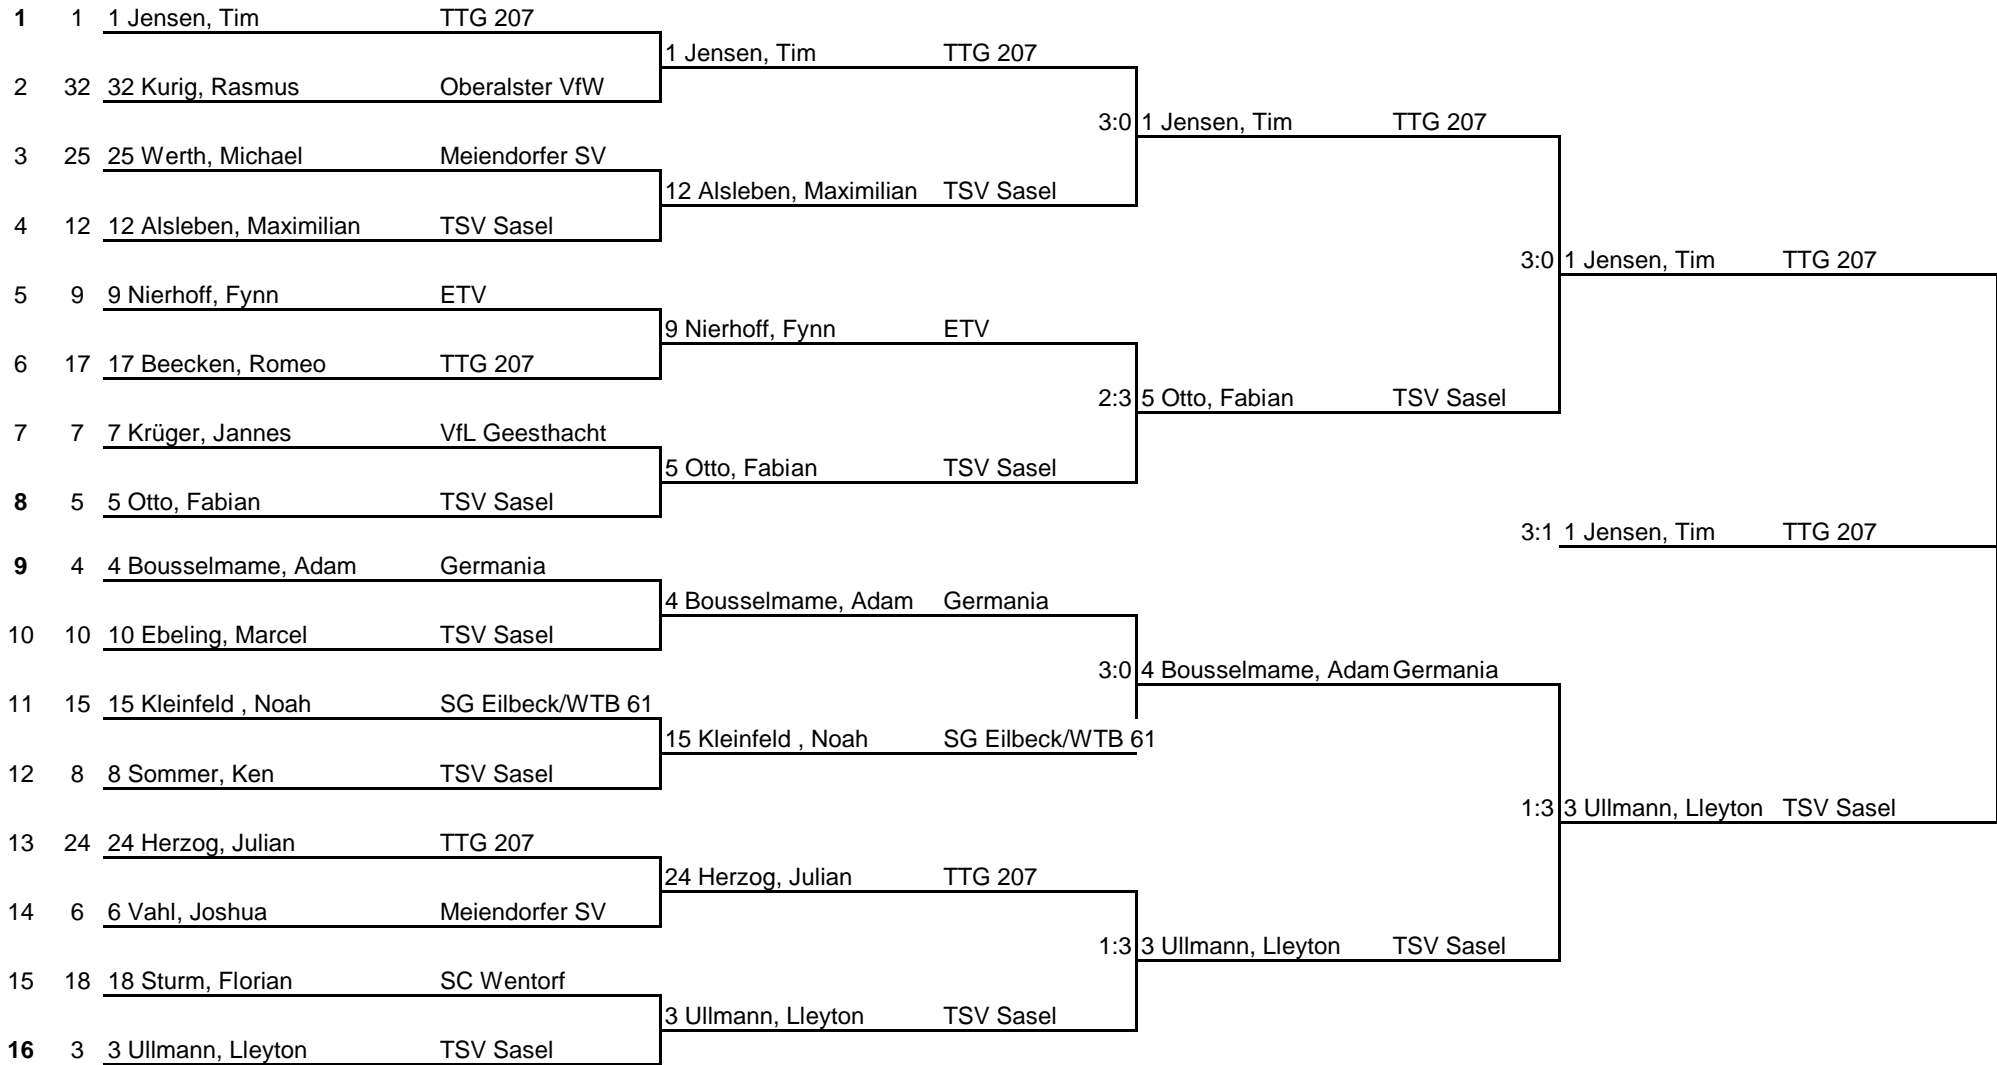 1 1 1 Jensen, Tim TTG 207
1 Jensen, Tim TTG 207
2 32 32 Kurig, Rasmus Oberalster VfW
3:0 1 Jensen, Tim TTG 207
3 25 25 Werth, Michael Meiendorfer SV
12 Alsleben, Maximilian TSV Sasel
4 12 12 Alsleben, Maximilian TSV Sasel
3:0 1 Jensen, Tim TTG 207
5 9 9 Nierhoff, Fynn ETV
9 Nierhoff, Fynn ETV
6 17 17 Beecken, Romeo TTG 207
2:3 5 Otto, Fabian TSV Sasel
7 7 7 Krüger, Jannes VfL Geesthacht
5 Otto, Fabian TSV Sasel
8 5 5 Otto, Fabian TSV Sasel
3:1 1 Jensen, Tim TTG 207
9 4 4 Bousselmame, Adam Germania
4 Bousselmame, Adam Germania
10 10 10 Ebeling, Marcel TSV Sasel
3:0 4 Bousselmame, Adam Germania
11 15 15 Kleinfeld , Noah SG Eilbeck/WTB 61
15 Kleinfeld , Noah SG Eilbeck/WTB 61
12 8 8 Sommer, Ken TSV Sasel
1:3 3 Ullmann, Lleyton TSV Sasel
13 24 24 Herzog, Julian TTG 207
24 Herzog, Julian TTG 207
14 6 6 Vahl, Joshua Meiendorfer SV
1:3 3 Ullmann, Lleyton TSV Sasel
15 18 18 Sturm, Florian SC Wentorf
3 Ullmann, Lleyton TSV Sasel
16 3 3 Ullmann, Lleyton TSV Sasel